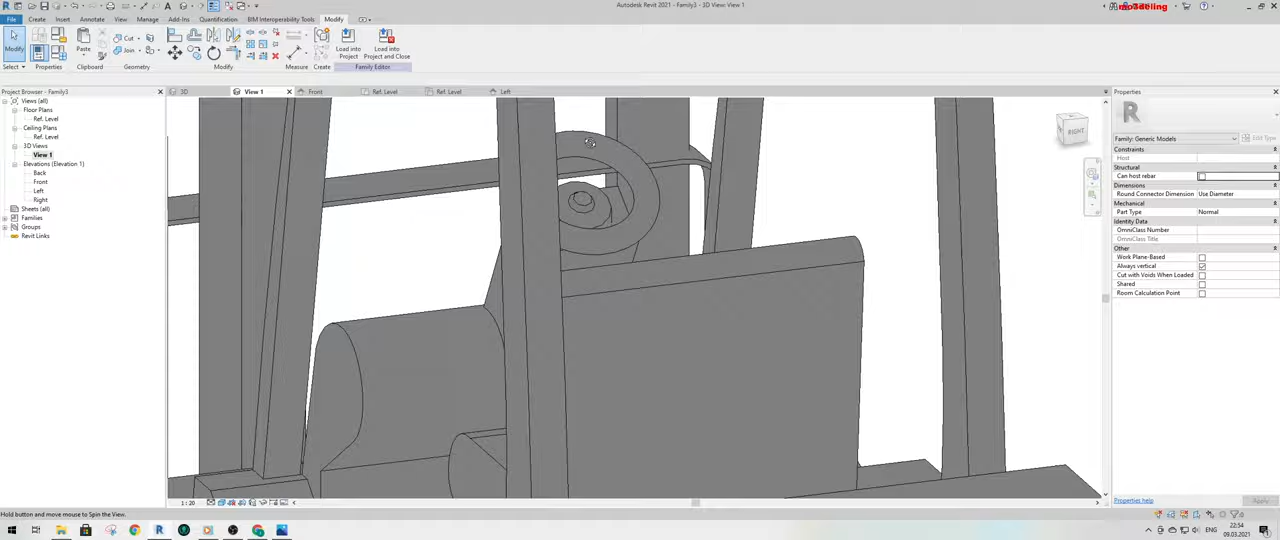 Autodesk Revit 2021 - Family3 - 3D View: View 1
modeling
File
Create
Insert
Annotate
View
Manage
Add-Ins
Quantification
BIM Interoperability Tools
Modify
Modify
Paste
Cut
Join
Load into
Project
Load into
Project and Close
Select
Properties
Clipboard
Geometry
Modify
Measure
Create
Family Editor
Project Browser - Family3
3D
View 1
Front
Ref. Level
Ref. Level
Left
Properties
Views (all)
Floor Plans
Ref. Level
Ceiling Plans
Ref. Level
3D Views
View 1
Elevations (Elevation 1)
Back
Front
Left
Right
Sheets (all)
Families
Groups
Revit Links
RIGHT
R
Family: Generic Models
Edit Type
Constraints
Host
Structural
Can host rebar
Dimensions
Round Connector Dimension
Use Diameter
Mechanical
Part Type
Normal
Identity Data
OmniClass Number
OmniClass Title
Other
Work Plane-Based
Always vertical
Cut with Voids When Loaded
Shared
Room Calculation Point
Properties help
Apply
1 : 20
Hold button and move mouse to Spin the View.
ENG
22:54
09.03.2021